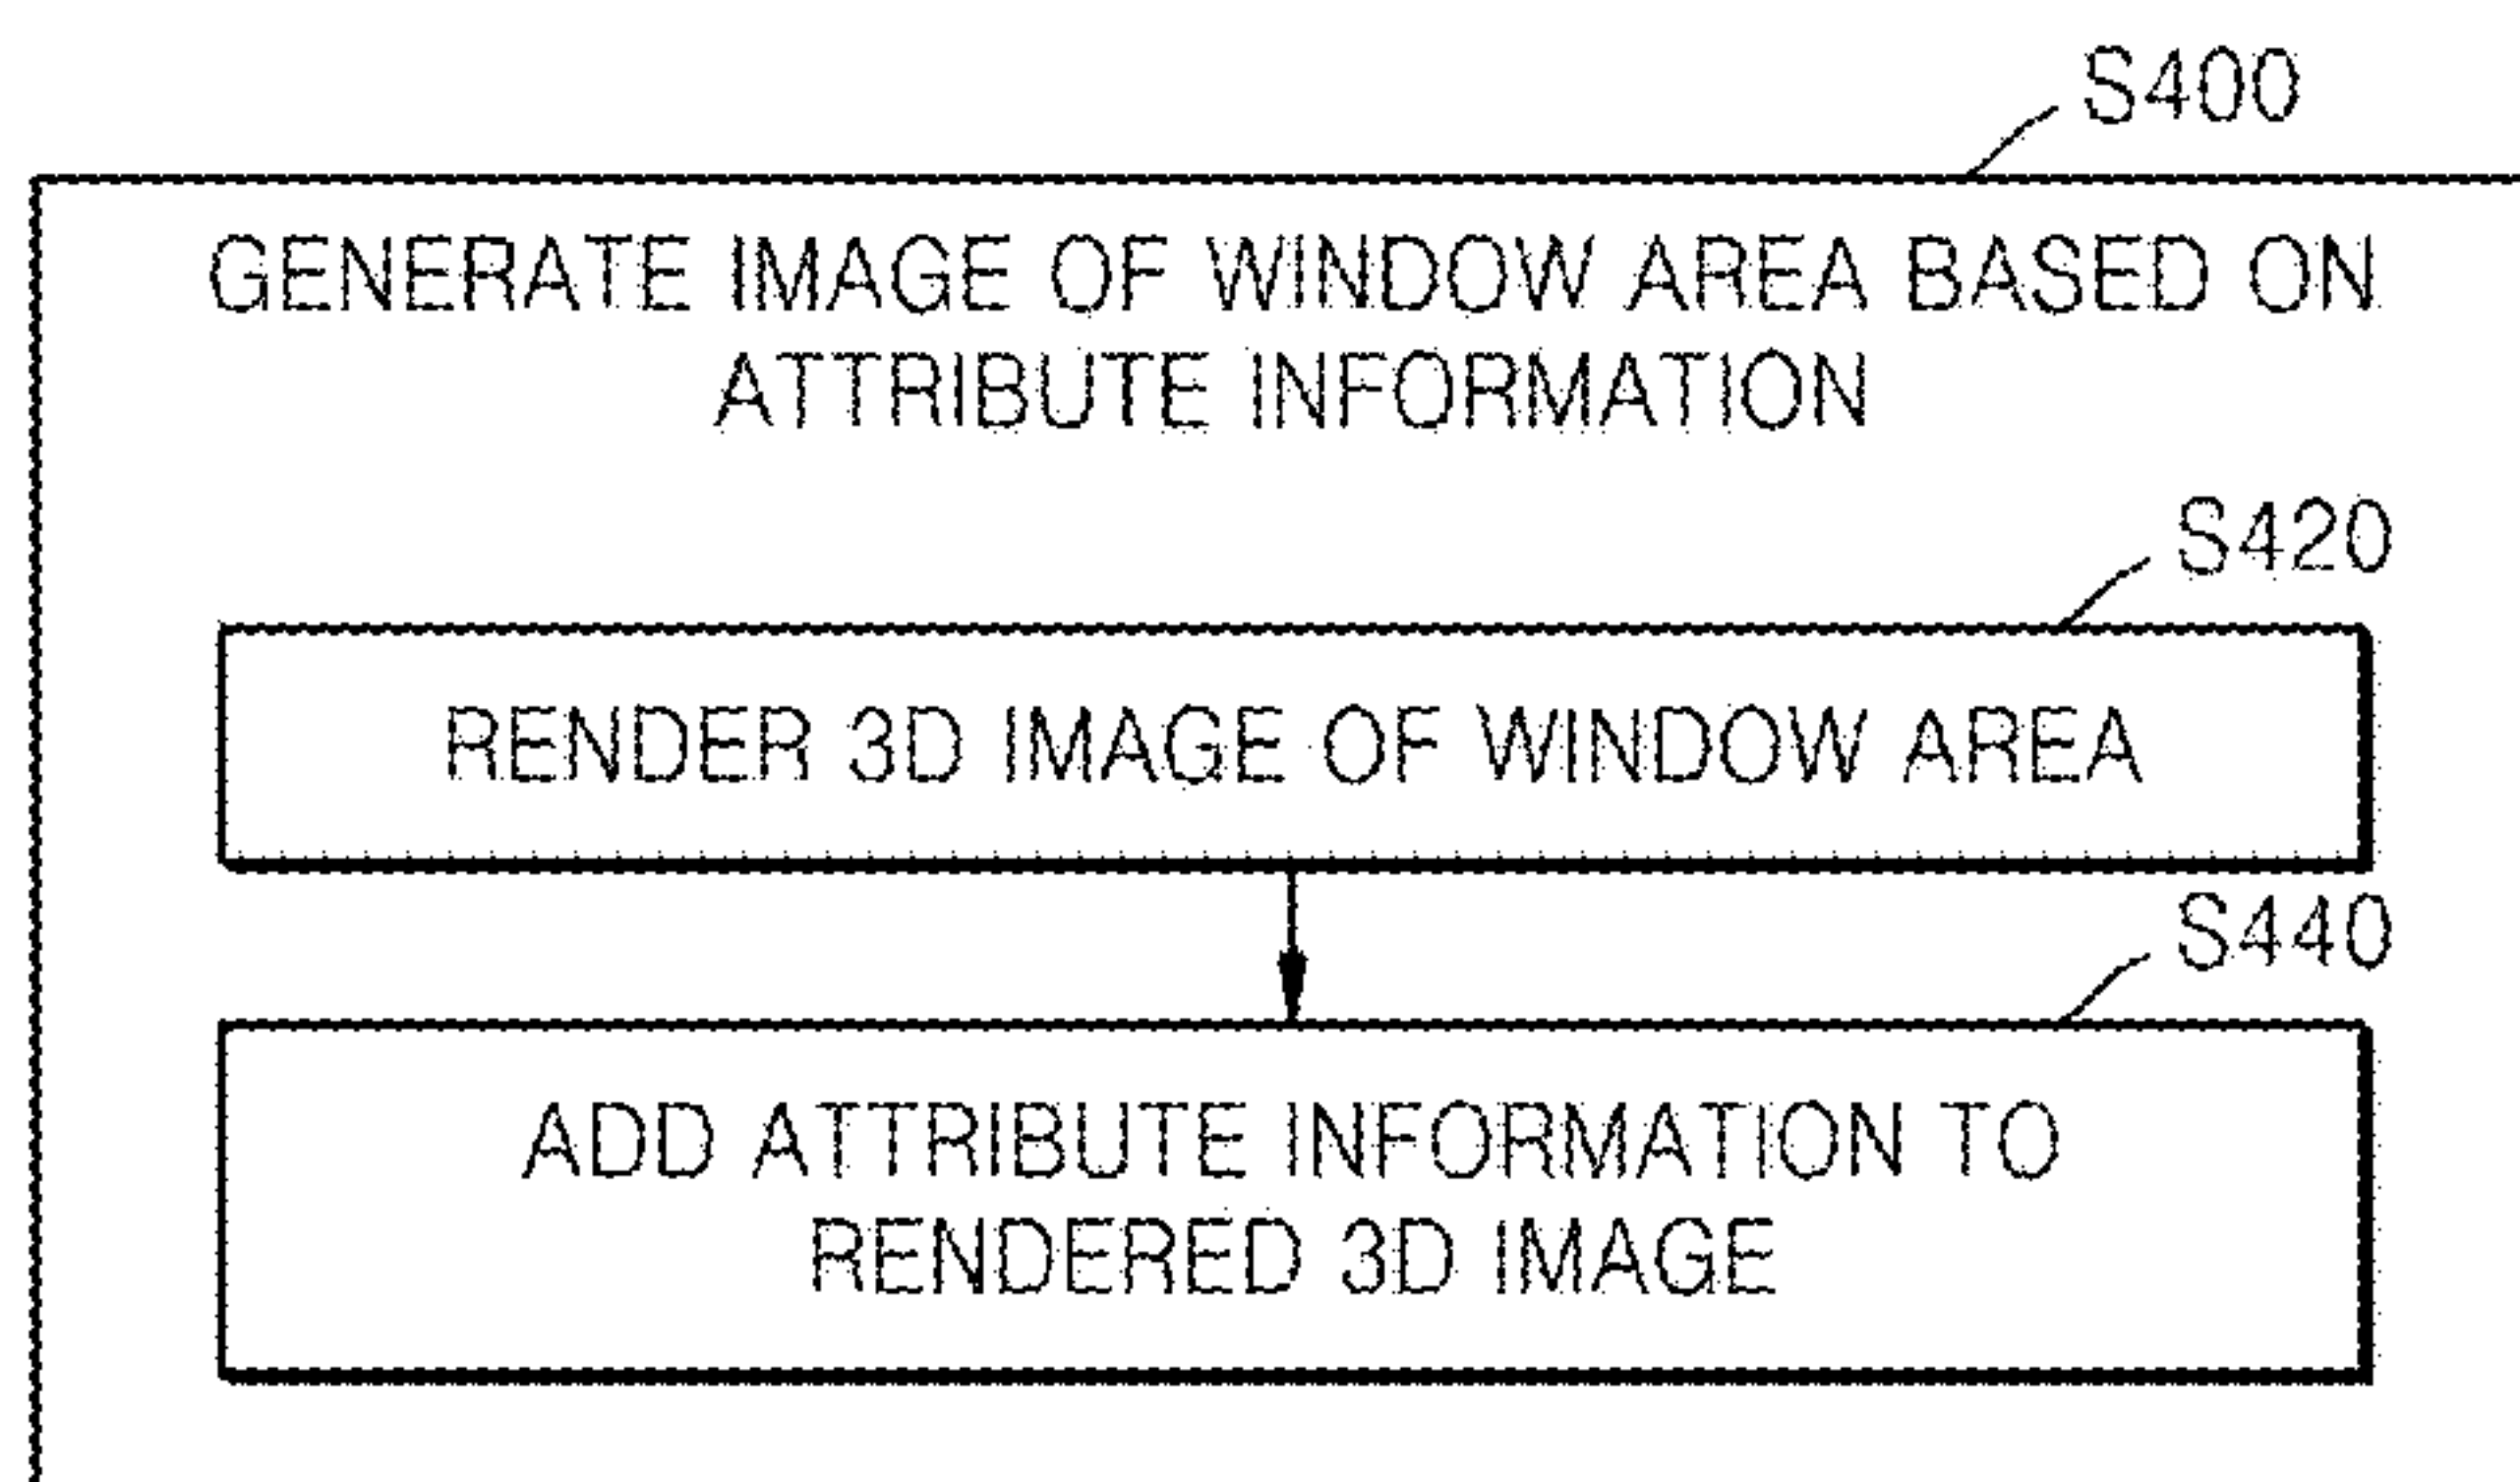 S400
GENERATE IMAGE OF WINDOW AREA BASED ON
ATTRIBUTE INFORMATION
S420
RENDER 3D IMAGE OF WINDOW AREA
S440
ADD ATTRIBUTE INFORMATION TO
RENDERED 3D IMAGE